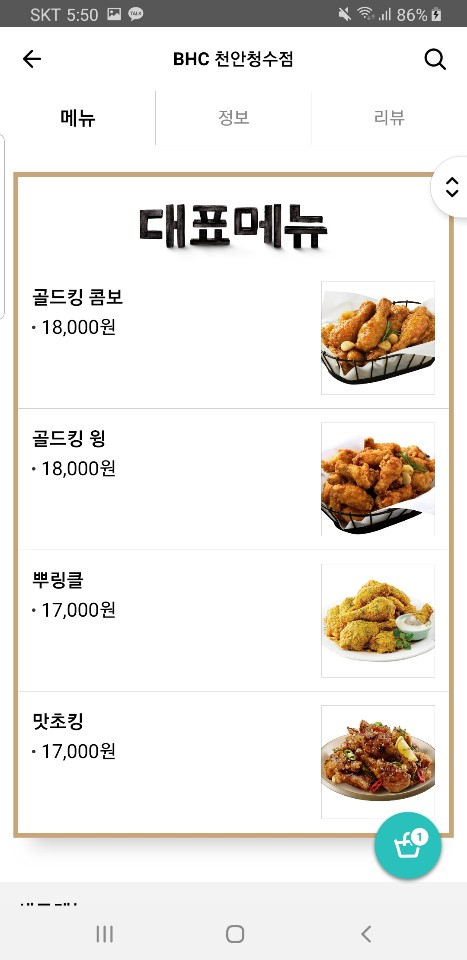 SKT 5:50 TALK 86%
BHC 천안청수점
메뉴 정보 리뷰
대표메뉴
골드킹 콤보
• 18,000원
골드킹 윙
• 18,000원
뿌링클
• 17,000원
맛초킹
• 17,000원
1